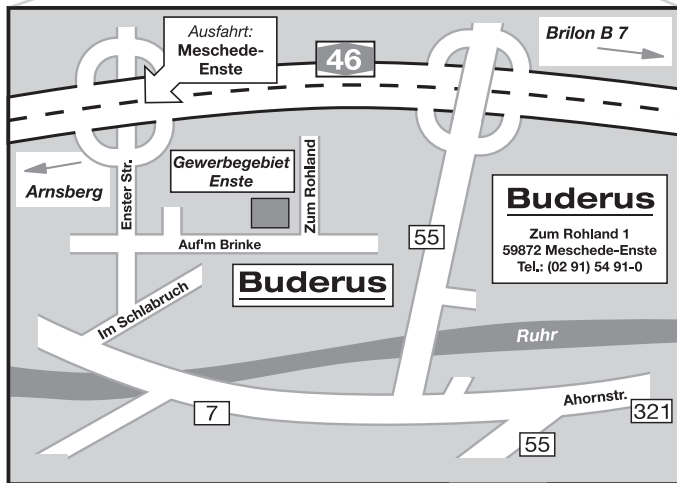 Ausfahrt:
Meschede-
Enste
46
Brilon B 7
Arnsberg
Enster Str.
Gewerbegebiet
Enste
Zum Rohland
Auf'm Brinke
55
Buderus
Zum Rohland 1
59872 Meschede-Enste
Tel.: (02 91) 54 91-0
Buderus
Im Schlabruch
Ruhr
7
Ahornstr.
321
55